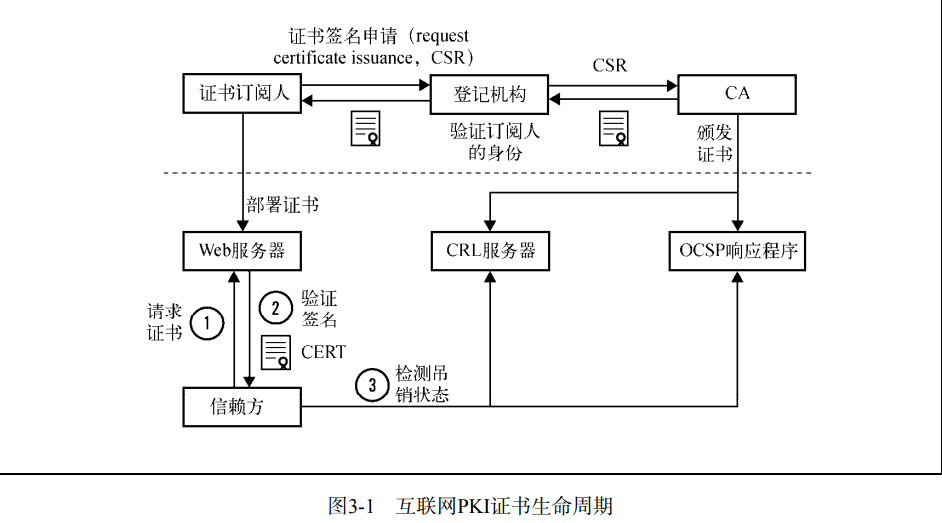 证书签名申请（request
certificate issuance，CSR）
CSR
证书订阅人
登记机构
CA
验证订阅人
的身份
颁发
证书
部署证书
Web服务器
CRL服务器
OCSP响应程序
请求
证书
1
2
验证
签名
CERT
3
检测吊
销状态
信赖方
图3-1 互联网PKI证书生命周期